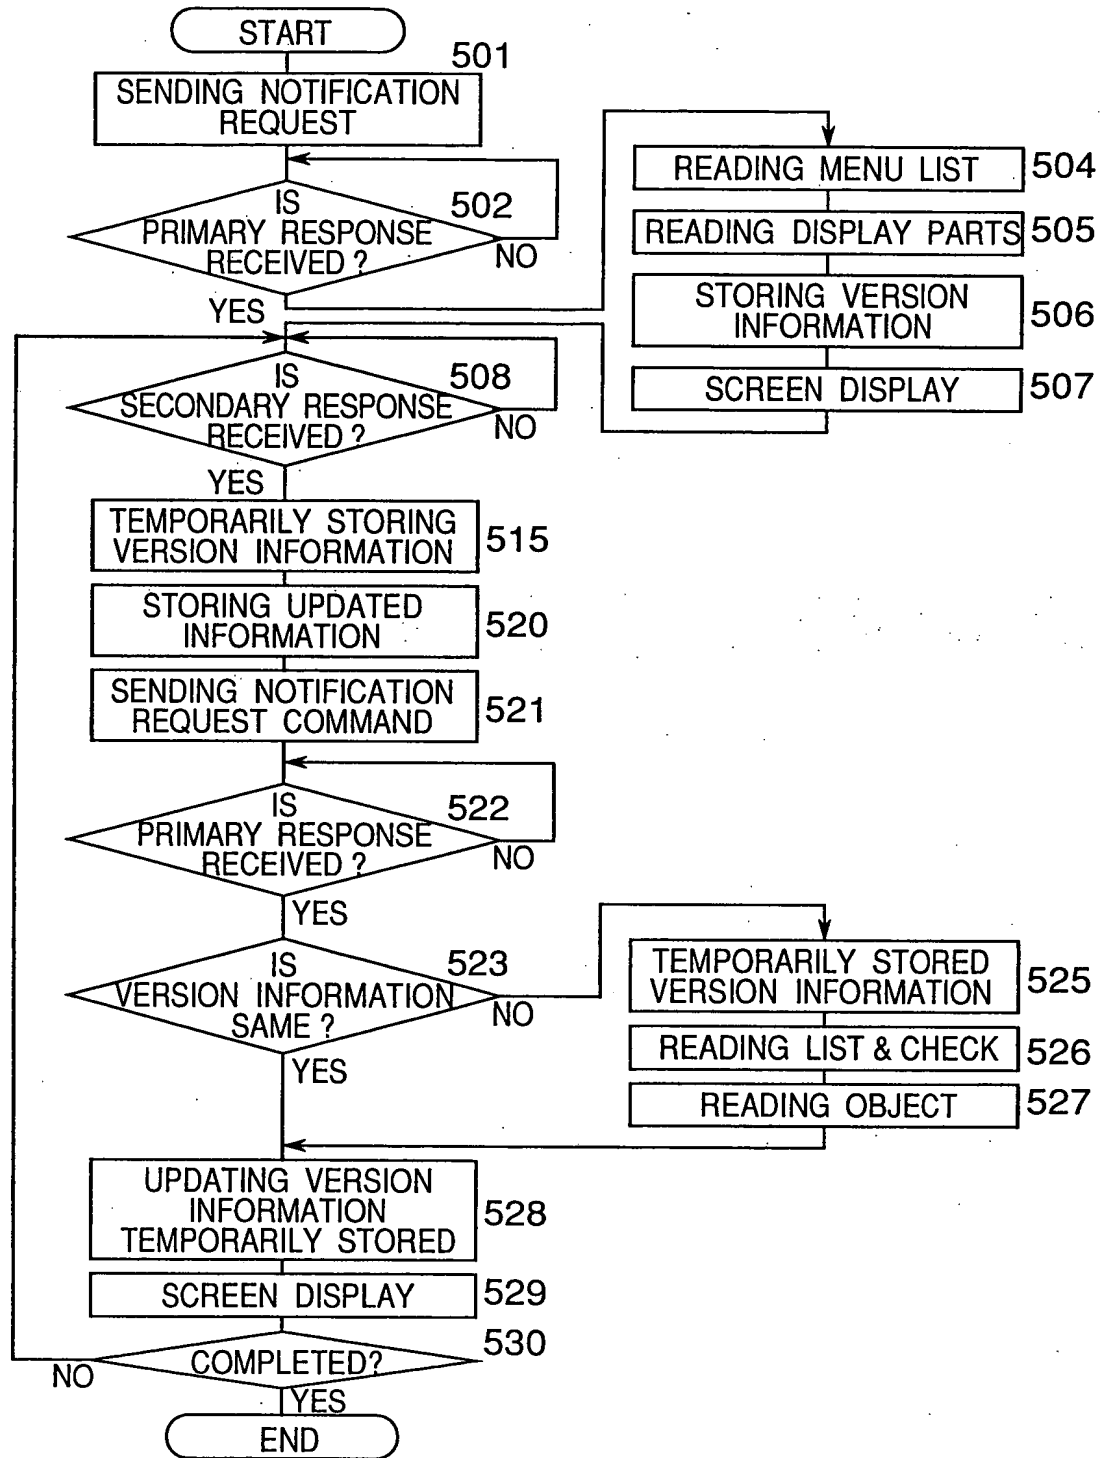 START
501
SENDING NOTIFICATION
REQUEST
IS
PRIMARY RESPONSE
RECEIVED?
502
NO
YES
READING MENU LIST
504
READING DISPLAY PARTS
505
STORING VERSION
INFORMATION
506
SCREEN DISPLAY
507
IS
SECONDARY RESPONSE
RECEIVED?
508
NO
YES
TEMPORARILY STORING
VERSION INFORMATION
515
STORING UPDATED
INFORMATION
520
SENDING NOTIFICATION
REQUEST COMMAND
521
IS
PRIMARY RESPONSE
RECEIVED?
522
NO
YES
IS
VERSION INFORMATION
SAME?
523
NO
YES
TEMPORARILY STORED
VERSION INFORMATION
525
READING LIST & CHECK
526
READING OBJECT
527
UPDATING VERSION
INFORMATION
TEMPORARILY STORED
528
SCREEN DISPLAY
529
COMPLETED?
530
NO
YES
END